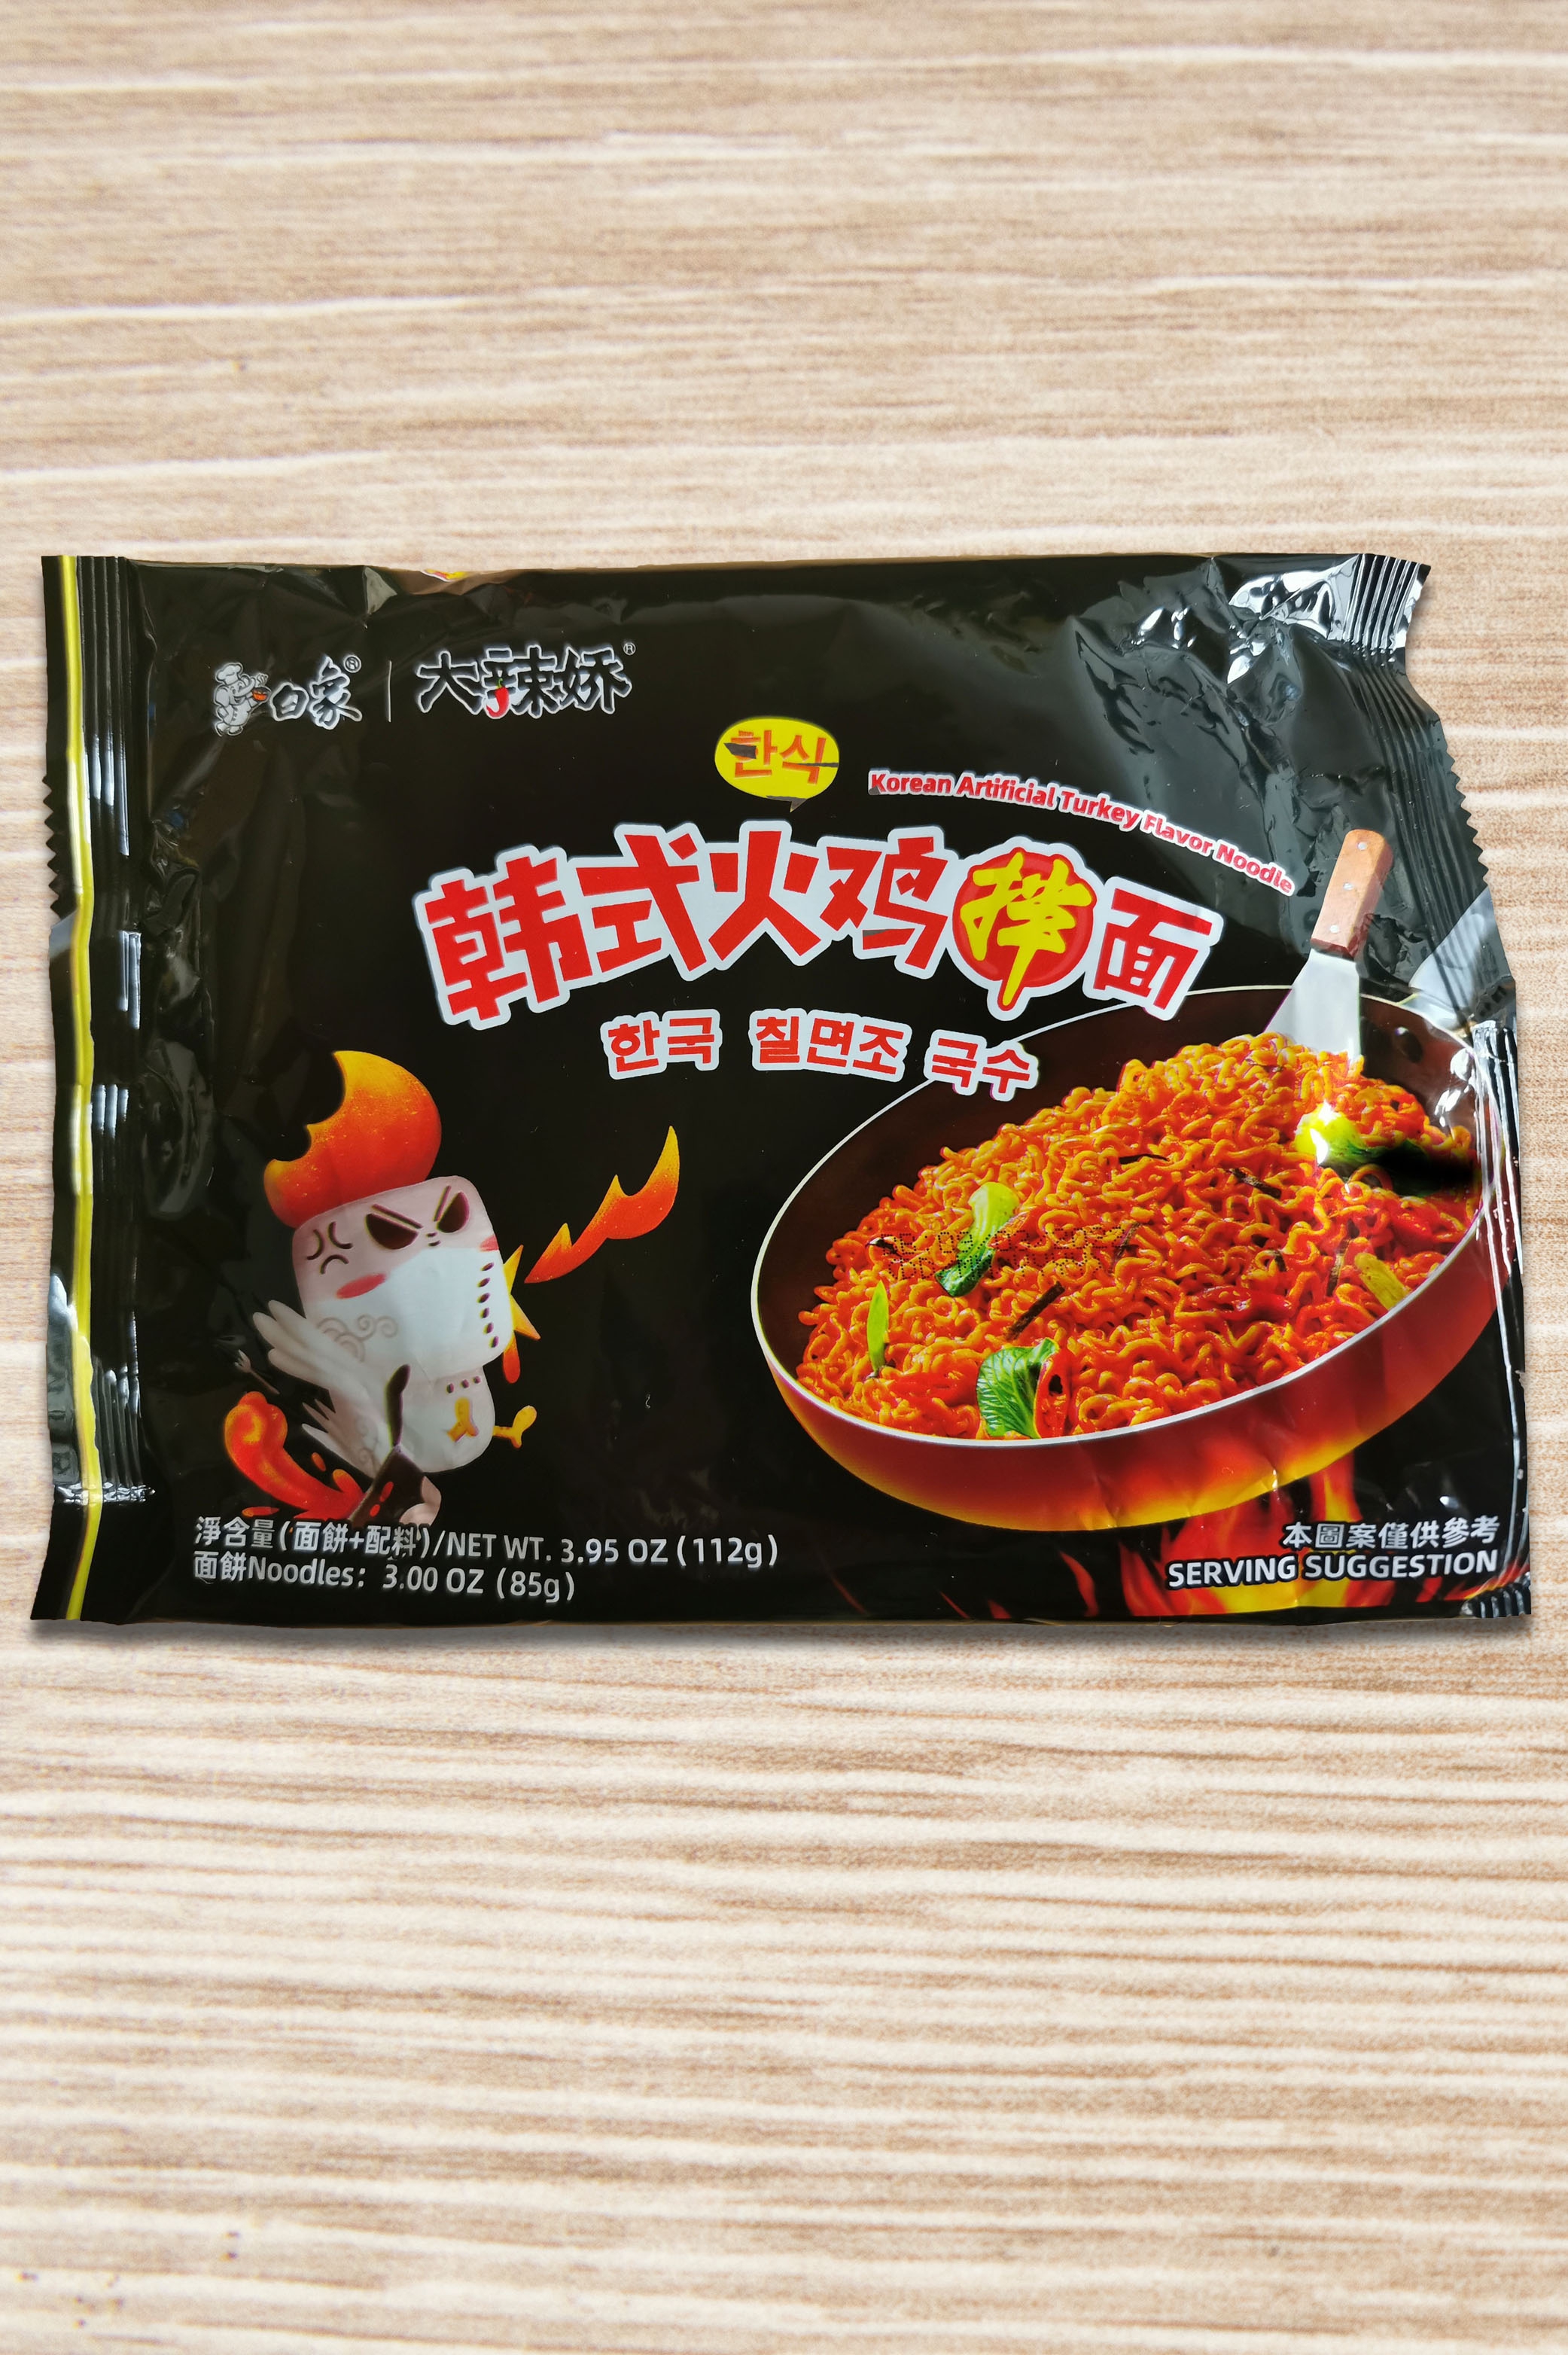 白家® 大辣娇®
한식
Korean Artificial Turkey Flavor Noodle
韩式火鸡拌面
한국 칠면조 국수
淨含量(面餅+配料)/NET WT. 3.95 OZ (112g)
面餅Noodles: 3.00 OZ (85g)
本圖案僅供參考
SERVING SUGGESTION